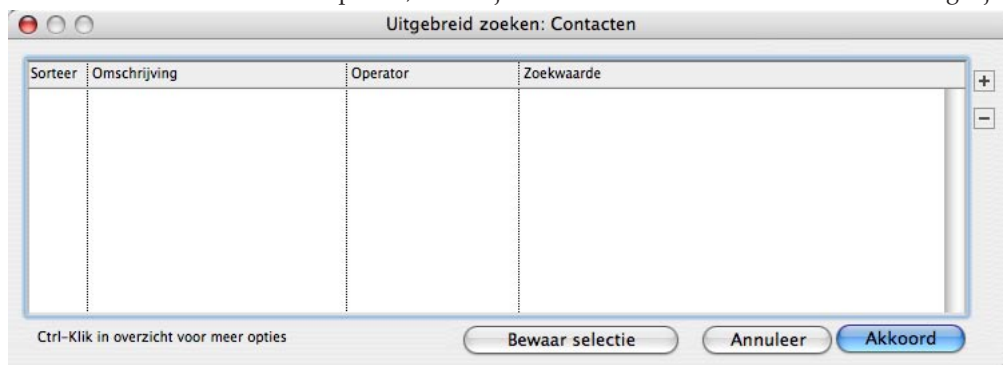 Uitgebreid zoeken: Contacten
Sorteer Omschrijving Operator Zoekwaarde
+
−
Ctrl-Klik in overzicht voor meer opties
Bewaar selectie Annuleer Akkoord